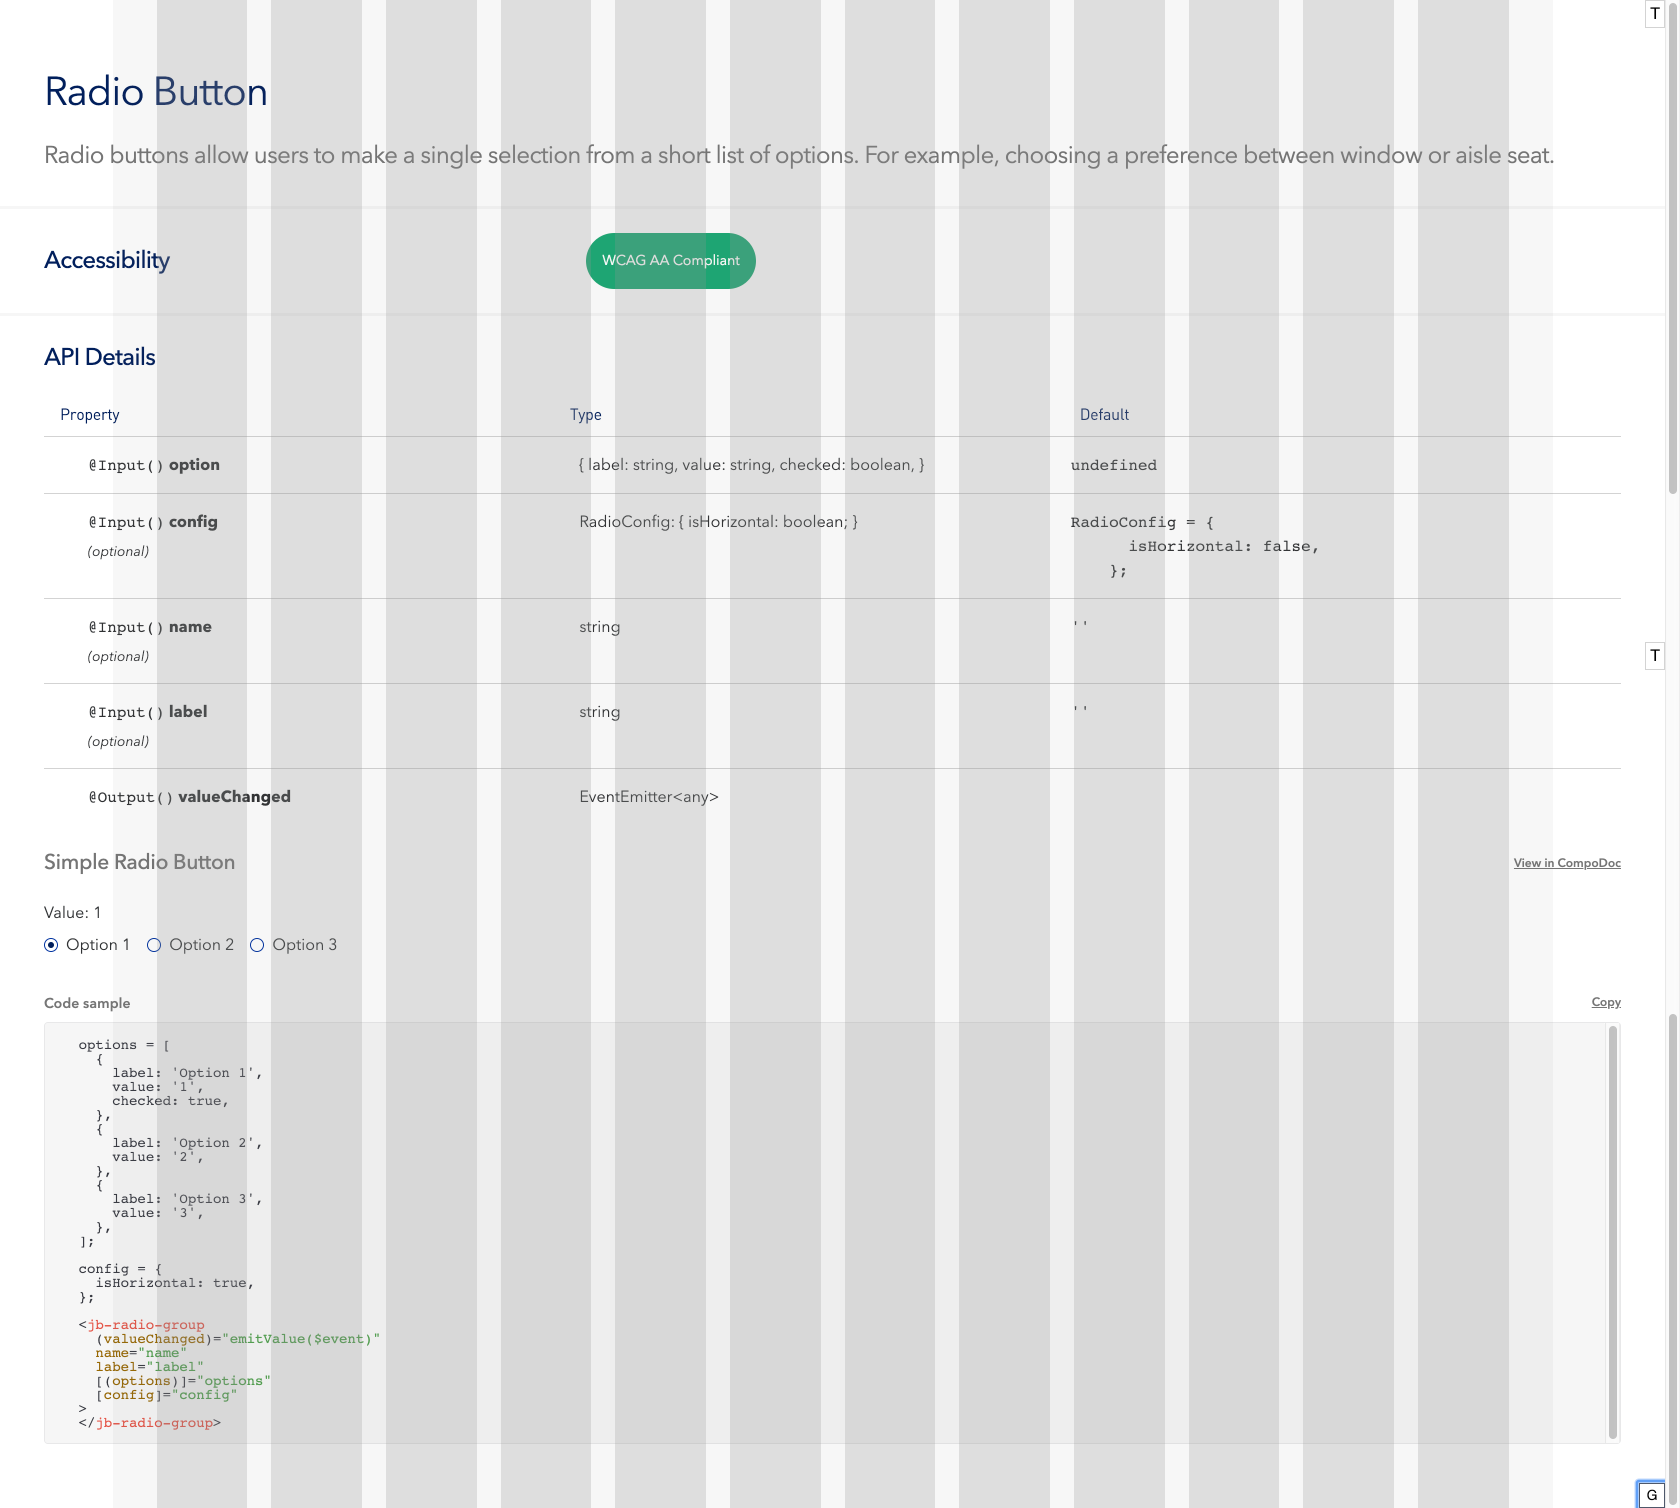 T
Radio Button
Radio buttons allow users to make a single selection from a short list of options. For example, choosing a preference between window or aisle seat.
Accessibility
WCAG AA Compliant
API Details
Property Type Default
@Input() option { label: string, value: string, checked: boolean, } undefined
@Input() config RadioConfig: { isHorizontal: boolean; } RadioConfig = {
(optional)
isHorizontal: false,
};
@Input() name string ''
(optional)
T
@Input() label string ''
(optional)
@Output() valueChanged EventEmitter<any>
Simple Radio Button
View in CompoDoc
Value: 1
Option 1 Option 2 Option 3
Code sample
Copy
options = [
{
label: 'Option 1',
value: '1',
checked: true,
},
{
label: 'Option 2',
value: '2',
},
{
label: 'Option 3',
value: '3',
},
];
config = {
isHorizontal: true,
};
<jb-radio-group
(valueChanged)="emitValue($event)"
name="name"
label="label"
[(options)]="options"
[config]="config"
>
</jb-radio-group>
G